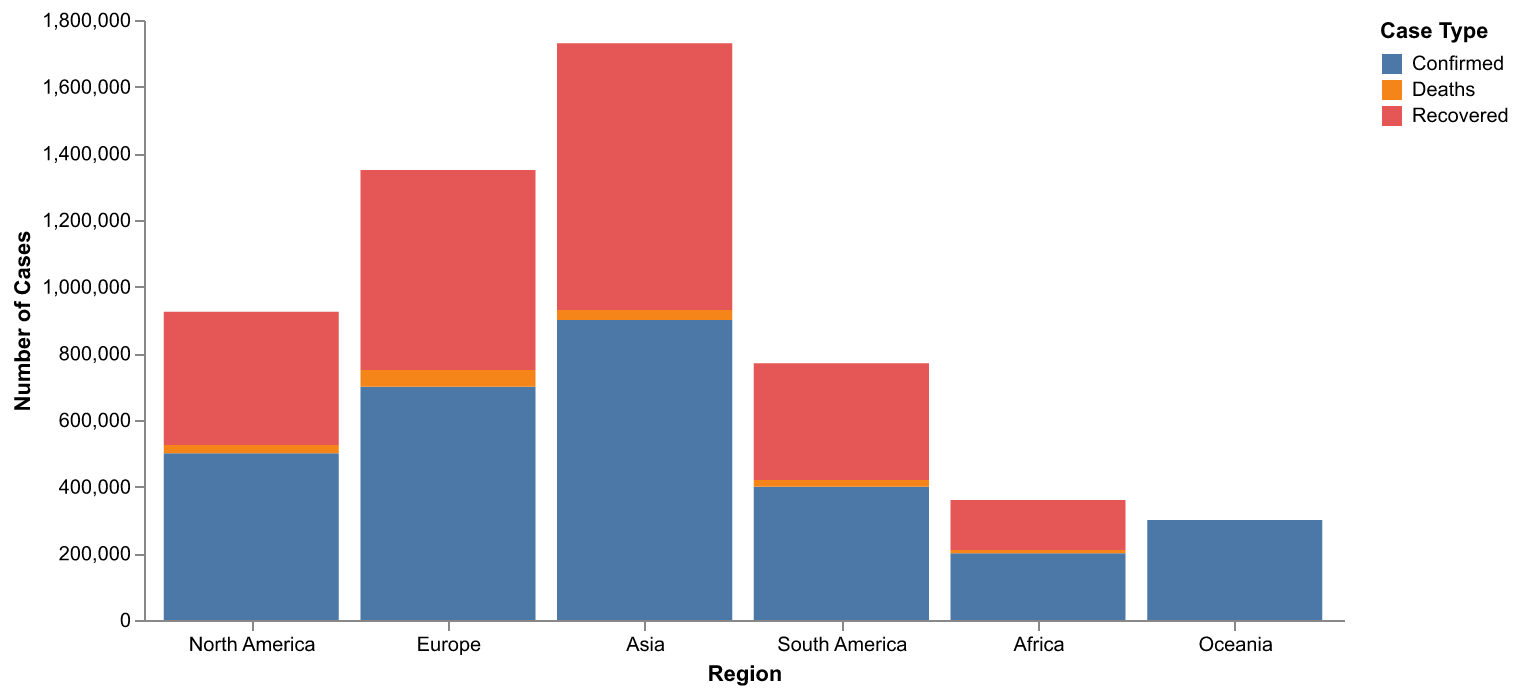 1,800,000
1,600,000
1,400,000
1,200,000
1,000,000
800,000
600,000
400,000
200,000
0
Number of Cases
North America
Europe
Asia
South America
Africa
Oceania
Region
Case Type
Confirmed
Deaths
Recovered